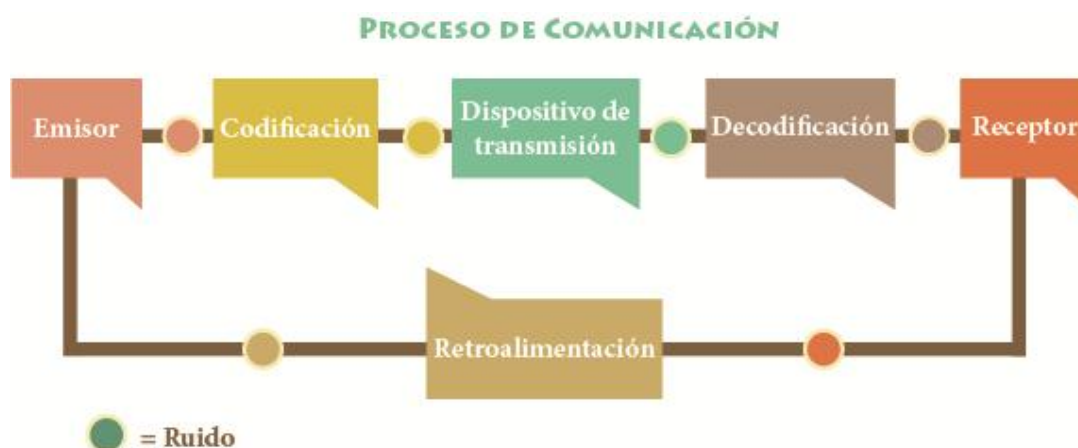 PROCESO DE COMUNICACIÓN
Emisor
Codificación
Dispositivo de
transmisión
Decodificación
Receptor
Retroalimentación
= Ruido